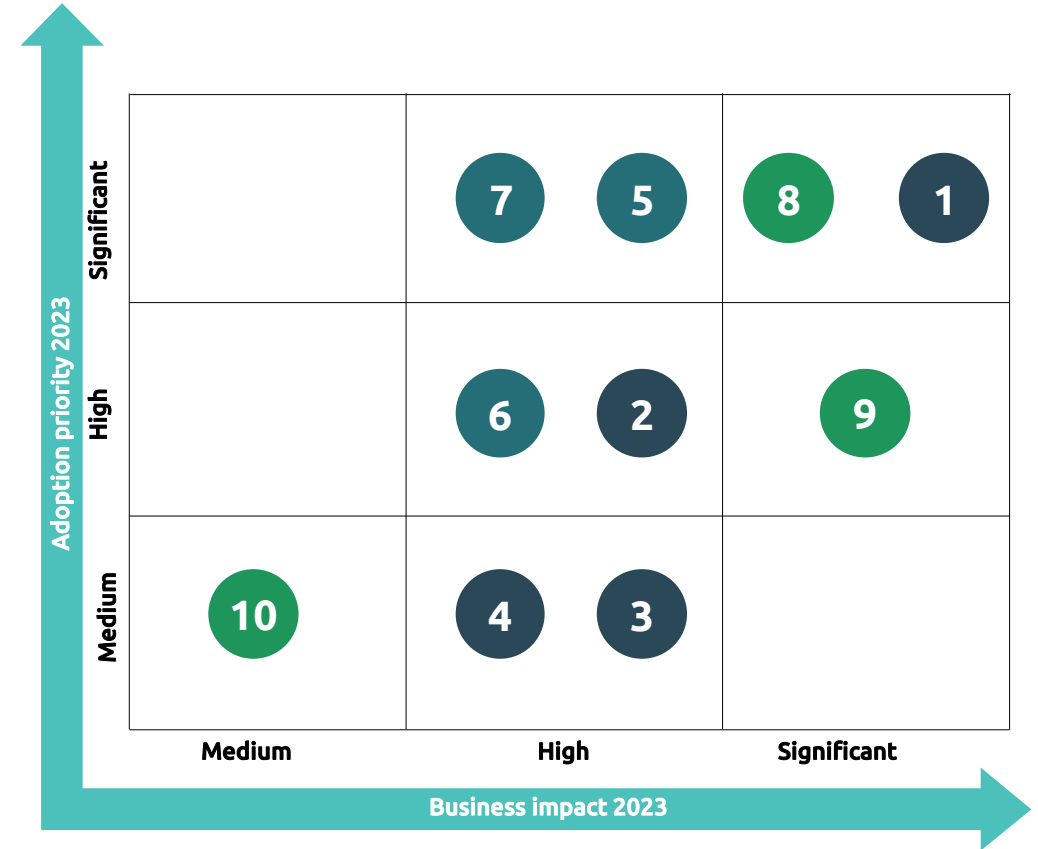 Adoption priority 2023
Significant
7 5 8 1
High
6 2 9
Medium
10 4 3
Medium High Significant
Business impact 2023